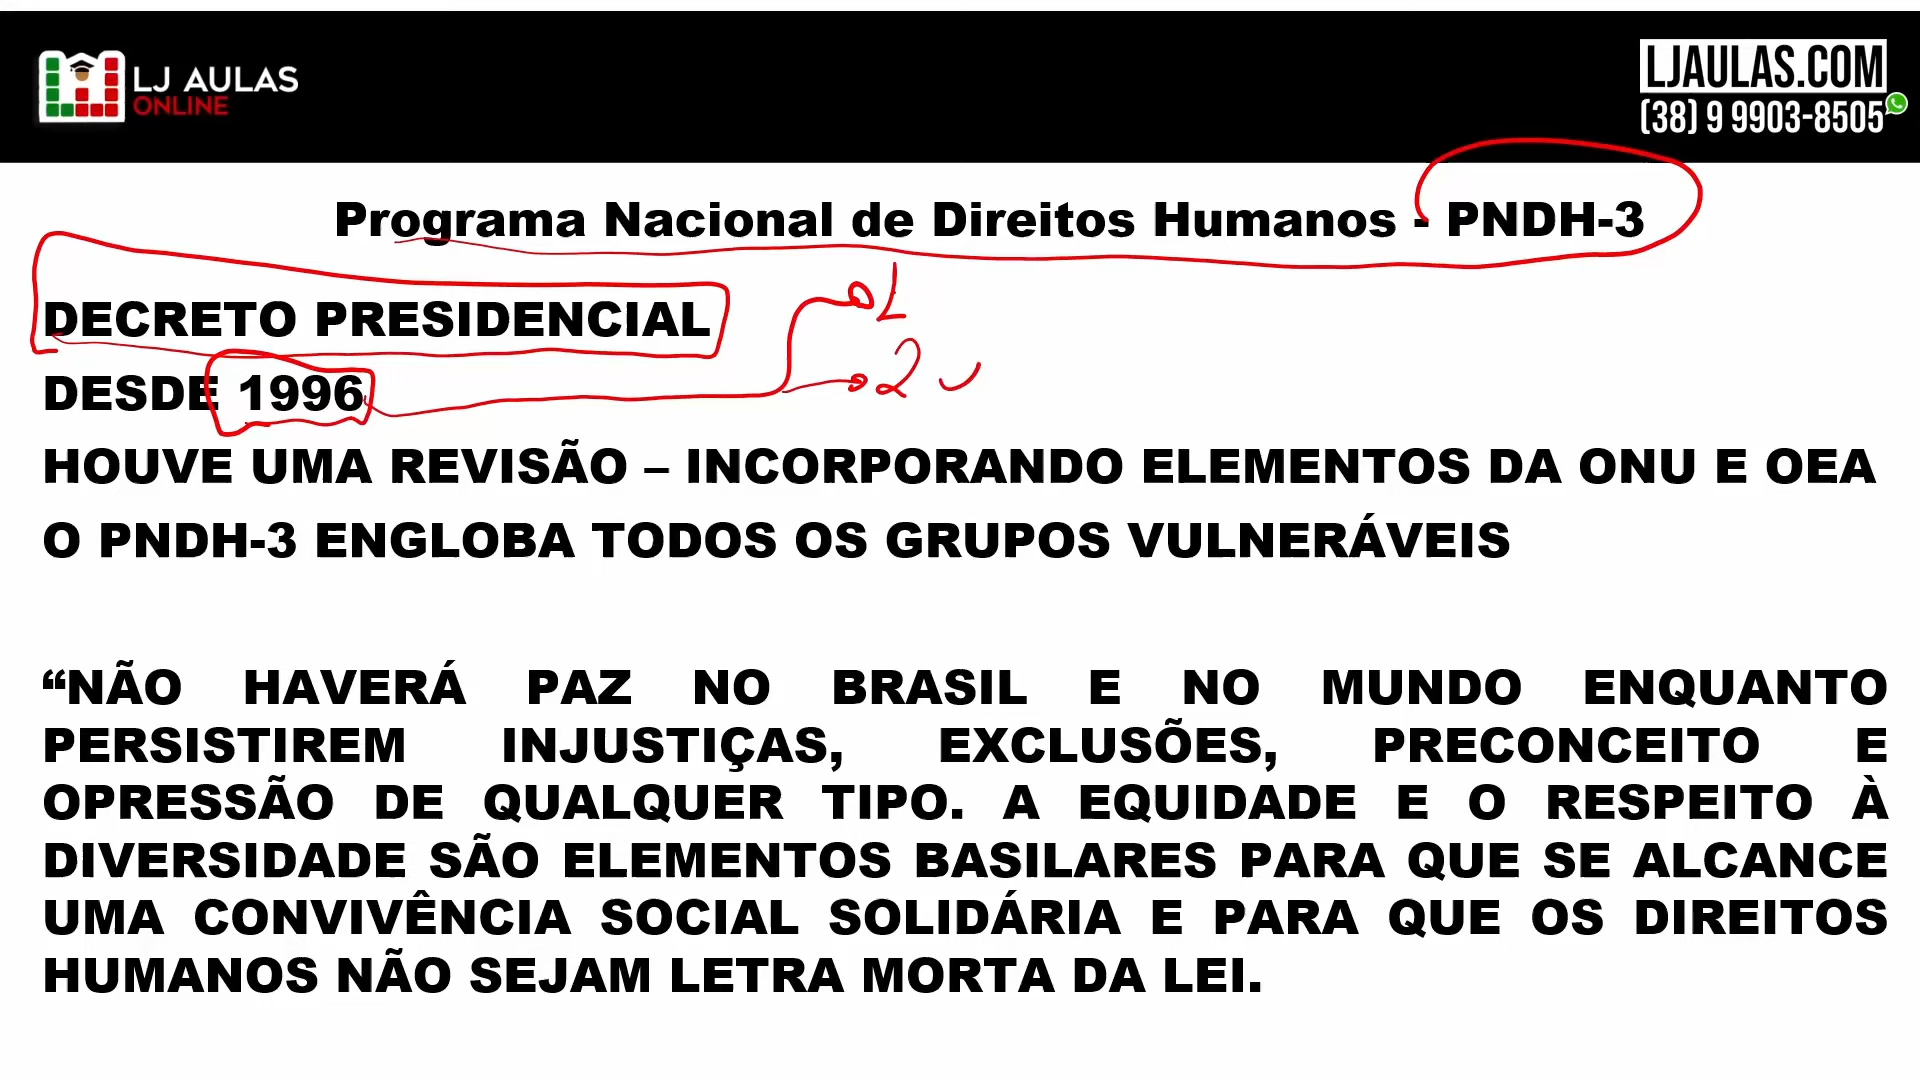 LJ AULAS
ONLINE
LJAULAS.COM
(38) 9 9903-8505
Programa Nacional de Direitos Humanos - PNDH-3
DECRETO PRESIDENCIAL
1
DESDE 1996
2
HOUVE UMA REVISÃO – INCORPORANDO ELEMENTOS DA ONU E OEA
O PNDH-3 ENGLOBA TODOS OS GRUPOS VULNERÁVEIS
“NÃO HAVERÁ PAZ NO BRASIL E NO MUNDO ENQUANTO
PERSISTIREM INJUSTIÇAS, EXCLUSÕES, PRECONCEITO E
OPRESSÃO DE QUALQUER TIPO. A EQUIDADE E O RESPEITO À
DIVERSIDADE SÃO ELEMENTOS BASILARES PARA QUE SE ALCANCE
UMA CONVIVÊNCIA SOCIAL SOLIDÁRIA E PARA QUE OS DIREITOS
HUMANOS NÃO SEJAM LETRA MORTA DA LEI.